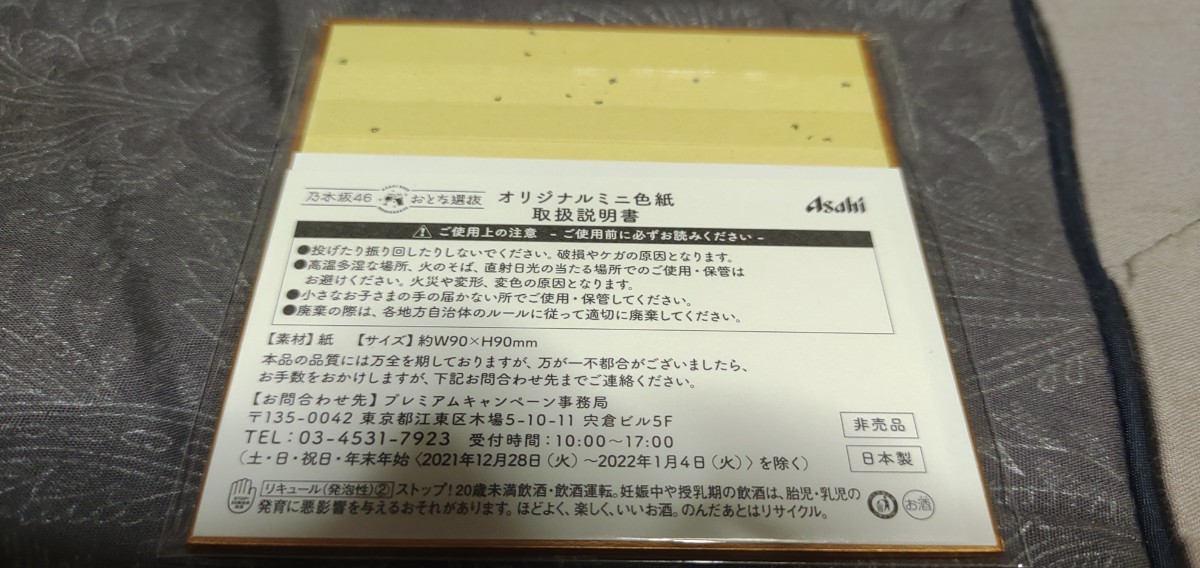 乃木坂46 おとな選抜
オリジナルミニ色紙
取扱説明書
Asahi
ご使用上の注意 - ご使用前に必ずお読みください -
●投げたり振り回したりしないでください。破損やケガの原因となります。
●高温多湿な場所、火のそば、直射日光の当たる場所でのご使用・保管は
お避けください。火災や変形、変色の原因となります。
●小さなお子さまの手の届かない所でご使用・保管してください。
●廃棄の際は、各地方自治体のルールに従って適切に廃棄してください。
【素材】紙 【サイズ】約W90×H90mm
本品の品質には万全を期しておりますが、万が一不都合がございましたら、
お手数をおかけしますが、下記お問合わせ先までご連絡ください。
【お問合わせ先】プレミアムキャンペーン事務局
〒135-0042 東京都江東区木場5-10-11 宍倉ビル5F
TEL:03-4531-7923 受付時間:10:00〜17:00
(土・日・祝日・年末年始〈2021年12月28日(火)〜2022年1月4日(火)〉を除く)
非売品
日本製
リキュール(発泡性)② ストップ!20歳未満飲酒・飲酒運転。妊娠中や授乳期の飲酒は、胎児・乳児の
発育に悪影響を与えるおそれがあります。ほどよく、楽しく、いいお酒。のんだあとはリサイクル。
お酒